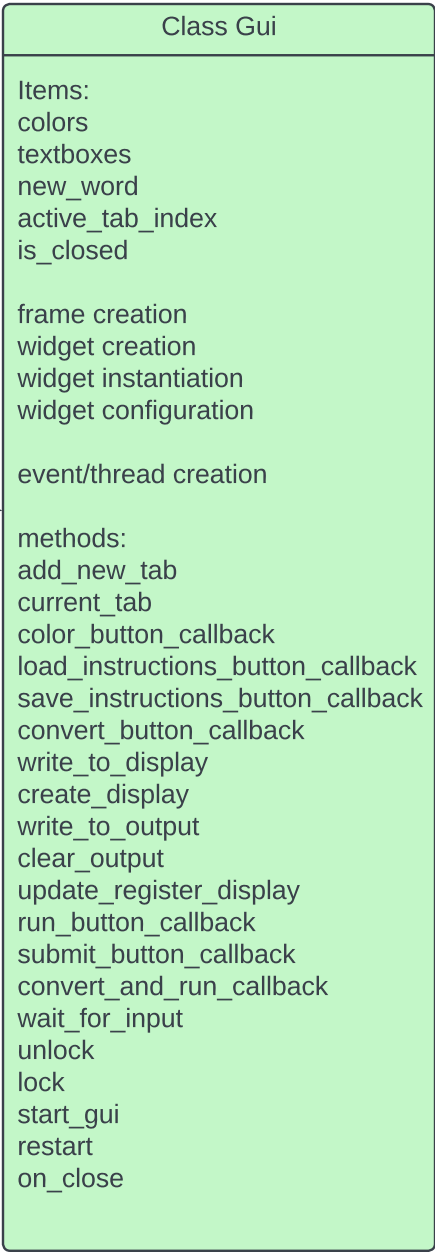 Class Gui
Items:
colors
textboxes
new_word
active_tab_index
is_closed
frame creation
widget creation
widget instantiation
widget configuration
event/thread creation
methods:
add_new_tab
current_tab
color_button_callback
load_instructions_button_callback
save_instructions_button_callback
convert_button_callback
write_to_display
create_display
write_to_output
clear_output
update_register_display
run_button_callback
submit_button_callback
convert_and_run_callback
wait_for_input
unlock
lock
start_gui
restart
on_close